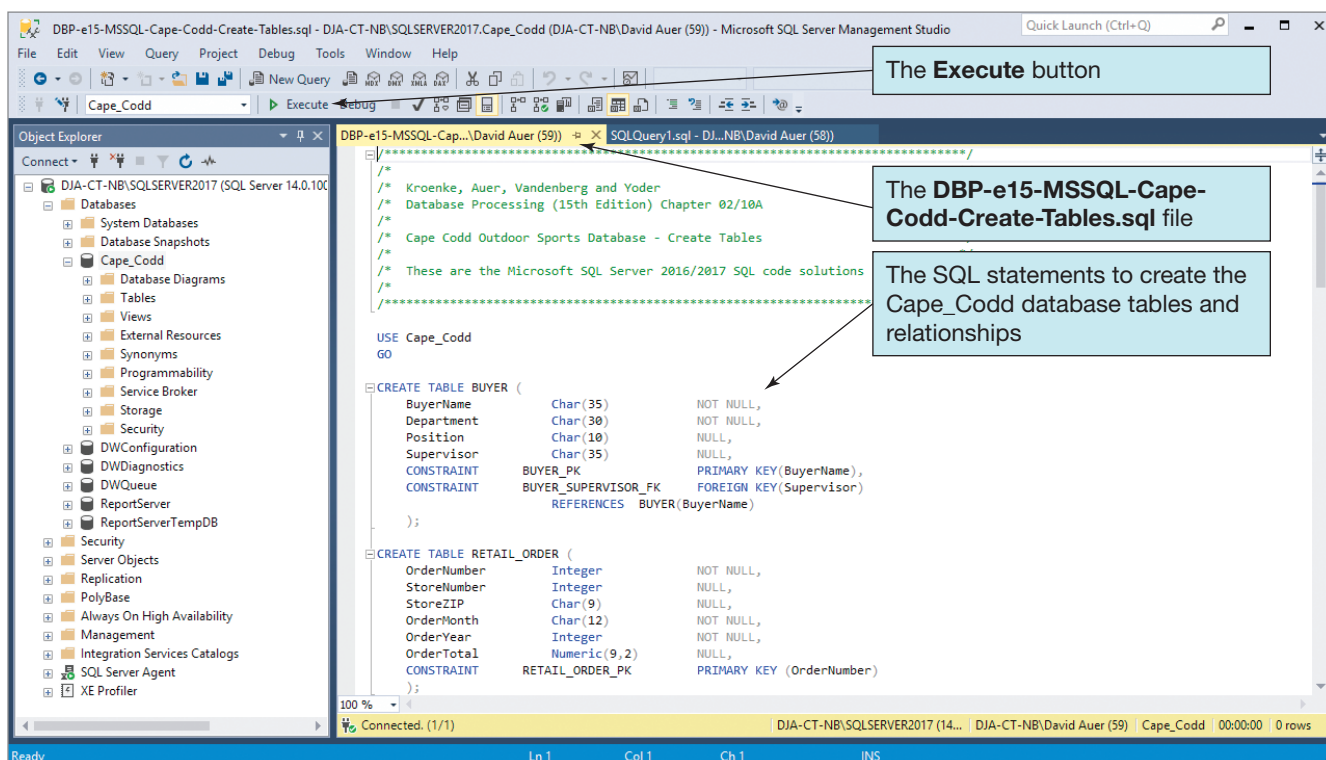 DBP-e15-MSSQL-Cape-Codd-Create-Tables.sql - DJA-CT-NB\SQLSERVER2017.Cape_Codd (DJA-CT-NB\David Auer (59)) - Microsoft SQL Server Management Studio
Quick Launch (Ctrl+Q)
File Edit View Query Project Debug Tools Window Help
New Query
Cape_Codd
Execute
Debug
The Execute button
Object Explorer
Connect
DJA-CT-NB\SQLSERVER2017 (SQL Server 14.0.100
Databases
System Databases
Database Snapshots
Cape_Codd
Database Diagrams
Tables
Views
External Resources
Synonyms
Programmability
Service Broker
Storage
Security
DWConfiguration
DWDiagnostics
DWQueue
ReportServer
ReportServerTempDB
Security
Server Objects
Replication
PolyBase
Always On High Availability
Management
Integration Services Catalogs
SQL Server Agent
XE Profiler
DBP-e15-MSSQL-Cap...\David Auer (59))
SQLQuery1.sql - DJ...NB\David Auer (58))
/********************************************************************************/
/*
/* Kroenke, Auer, Vandenberg and Yoder
/* Database Processing (15th Edition) Chapter 02/10A
/*
/* Cape Codd Outdoor Sports Database - Create Tables
/*
/* These are the Microsoft SQL Server 2016/2017 SQL code solutions
/*
/********************************************************************************
The DBP-e15-MSSQL-Cape-
Codd-Create-Tables.sql file
The SQL statements to create the
Cape_Codd database tables and
relationships
USE Cape_Codd
GO
CREATE TABLE BUYER (
BuyerName Char(35) NOT NULL,
Department Char(30) NOT NULL,
Position Char(10) NULL,
Supervisor Char(35) NULL,
CONSTRAINT BUYER_PK PRIMARY KEY(BuyerName),
CONSTRAINT BUYER_SUPERVISOR_FK FOREIGN KEY(Supervisor)
REFERENCES BUYER(BuyerName)
);
CREATE TABLE RETAIL_ORDER (
OrderNumber Integer NOT NULL,
StoreNumber Integer NULL,
StoreZIP Char(9) NULL,
OrderMonth Char(12) NOT NULL,
OrderYear Integer NOT NULL,
OrderTotal Numeric(9,2) NULL,
CONSTRAINT RETAIL_ORDER_PK PRIMARY KEY (OrderNumber)
);
100 %
Connected. (1/1)
DJA-CT-NB\SQLSERVER2017 (14... DJA-CT-NB\David Auer (59) Cape_Codd 00:00:00 0 rows
Ready Ln 1 Col 1 Ch 1 INS